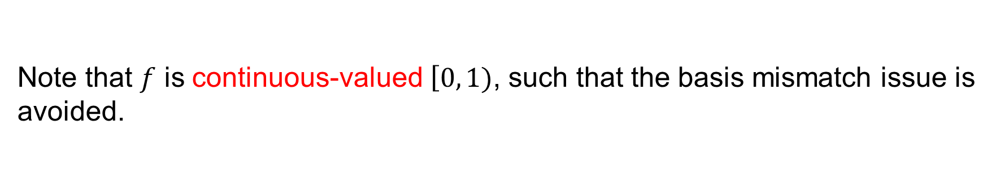 Note that f is continuous-valued [0, 1), such that the basis mismatch issue is
avoided.